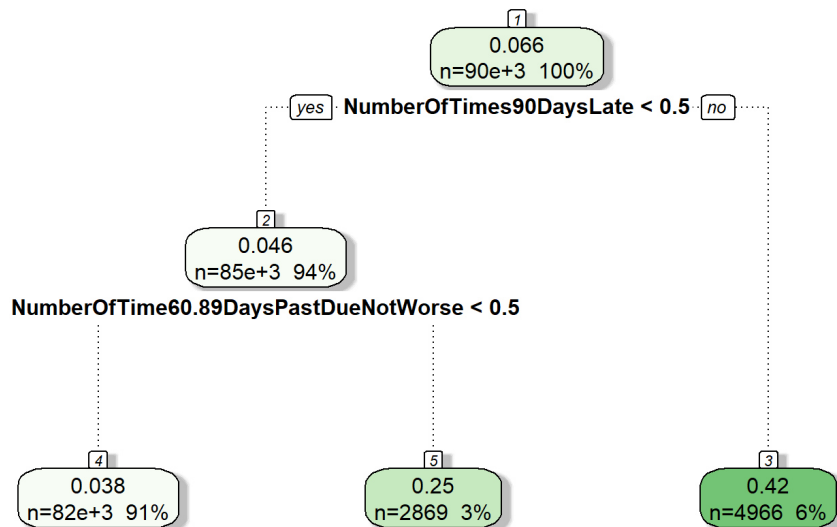 1
0.066
n=90e+3 100%
yes NumberOfTimes90DaysLate < 0.5 no
2
0.046
n=85e+3 94%
NumberOfTime60.89DaysPastDueNotWorse < 0.5
4
0.038
n=82e+3 91%
5
0.25
n=2869 3%
3
0.42
n=4966 6%